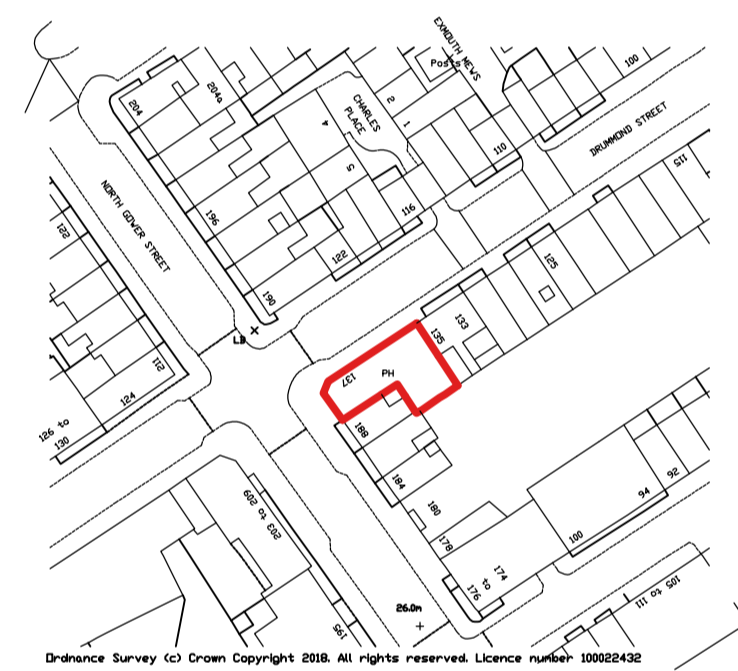 EXMOUTH MEWS
Posts
100
204
204a
CHARLES
PLACE
2
1
4
5
110
DRUMMOND STREET
115
NORTH GOWER STREET
122
196
116
122
125
190
LB
133
135
137
PH
211
124
126 to
130
188
184
180
178
94
92
100
203 to 209
174
to
176
105 to 111
26.0m
195
Ordnance Survey (c) Crown Copyright 2018. All rights reserved. Licence number 100022432